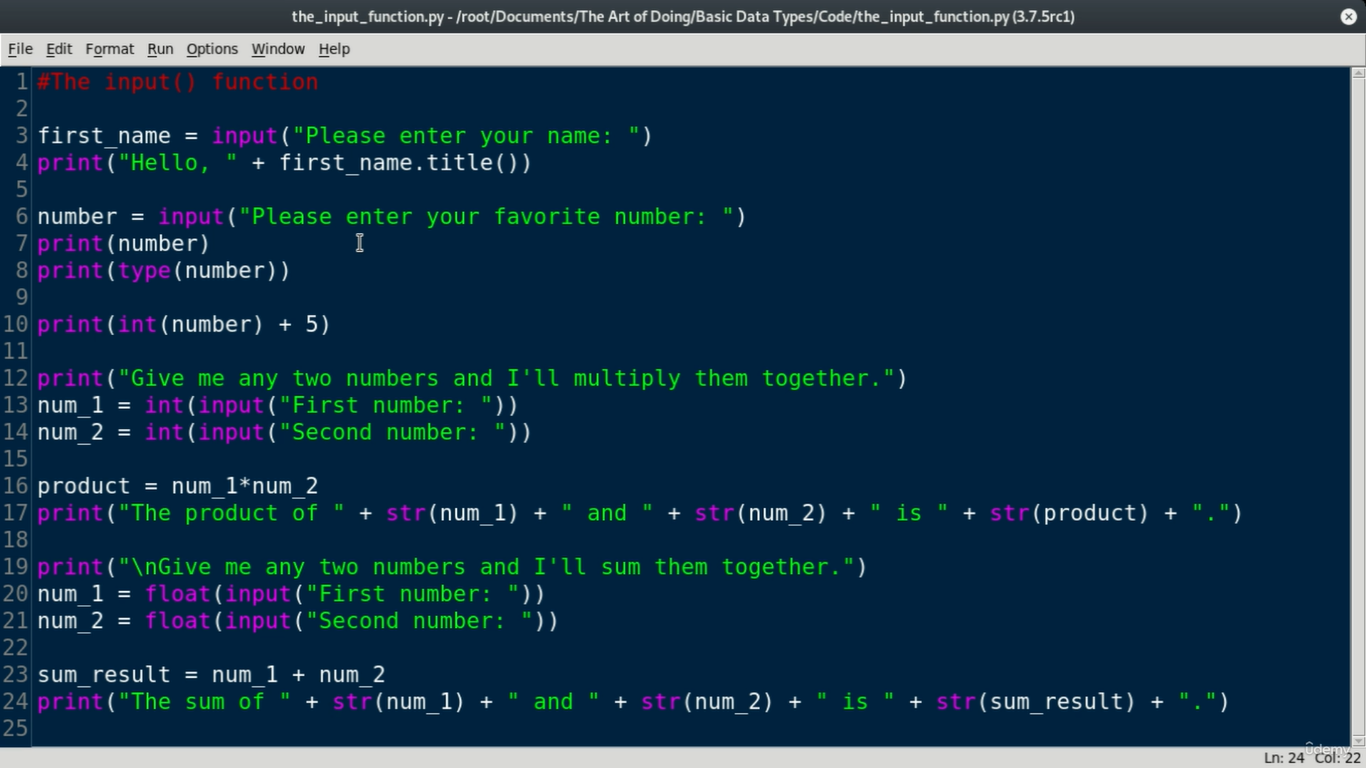 the_input_function.py - /root/Documents/The Art of Doing/Basic Data Types/Code/the_input_function.py (3.7.5rc1)
File Edit Format Run Options Window Help
1 #The input() function
2
3 first_name = input("Please enter your name: ")
4 print("Hello, " + first_name.title())
5
6 number = input("Please enter your favorite number: ")
7 print(number)
8 print(type(number))
9
10 print(int(number) + 5)
11
12 print("Give me any two numbers and I'll multiply them together.")
13 num_1 = int(input("First number: "))
14 num_2 = int(input("Second number: "))
15
16 product = num_1*num_2
17 print("The product of " + str(num_1) + " and " + str(num_2) + " is " + str(product) + ".")
18
19 print("\nGive me any two numbers and I'll sum them together.")
20 num_1 = float(input("First number: "))
21 num_2 = float(input("Second number: "))
22
23 sum_result = num_1 + num_2
24 print("The sum of " + str(num_1) + " and " + str(num_2) + " is " + str(sum_result) + ".")
25
udemy
Ln: 24 Col: 22